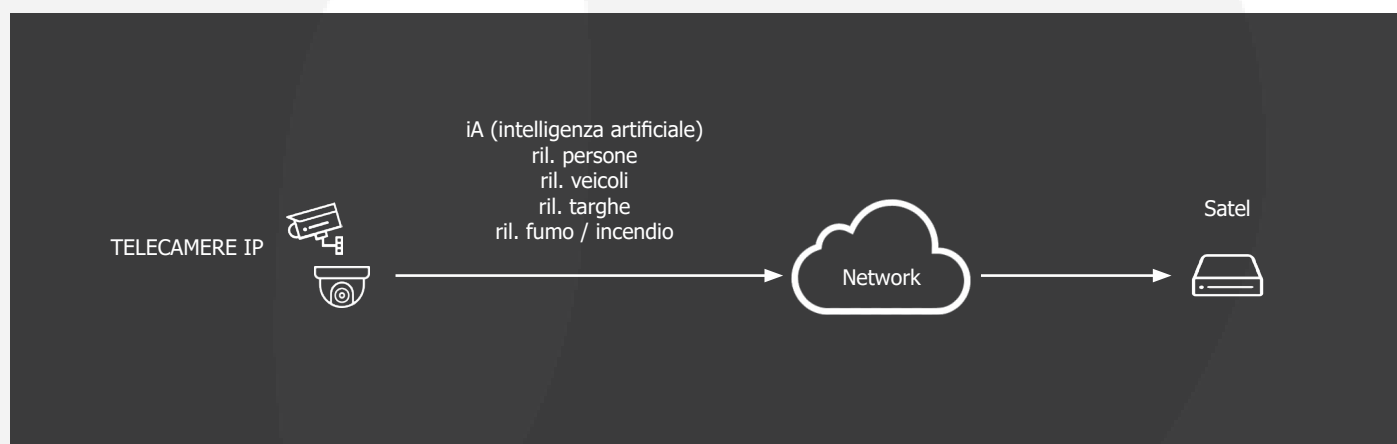 iA (intelligenza artificiale)
ril. persone
ril. veicoli
ril. targhe
ril. fumo / incendio
TELECAMERE IP
Network
Satel